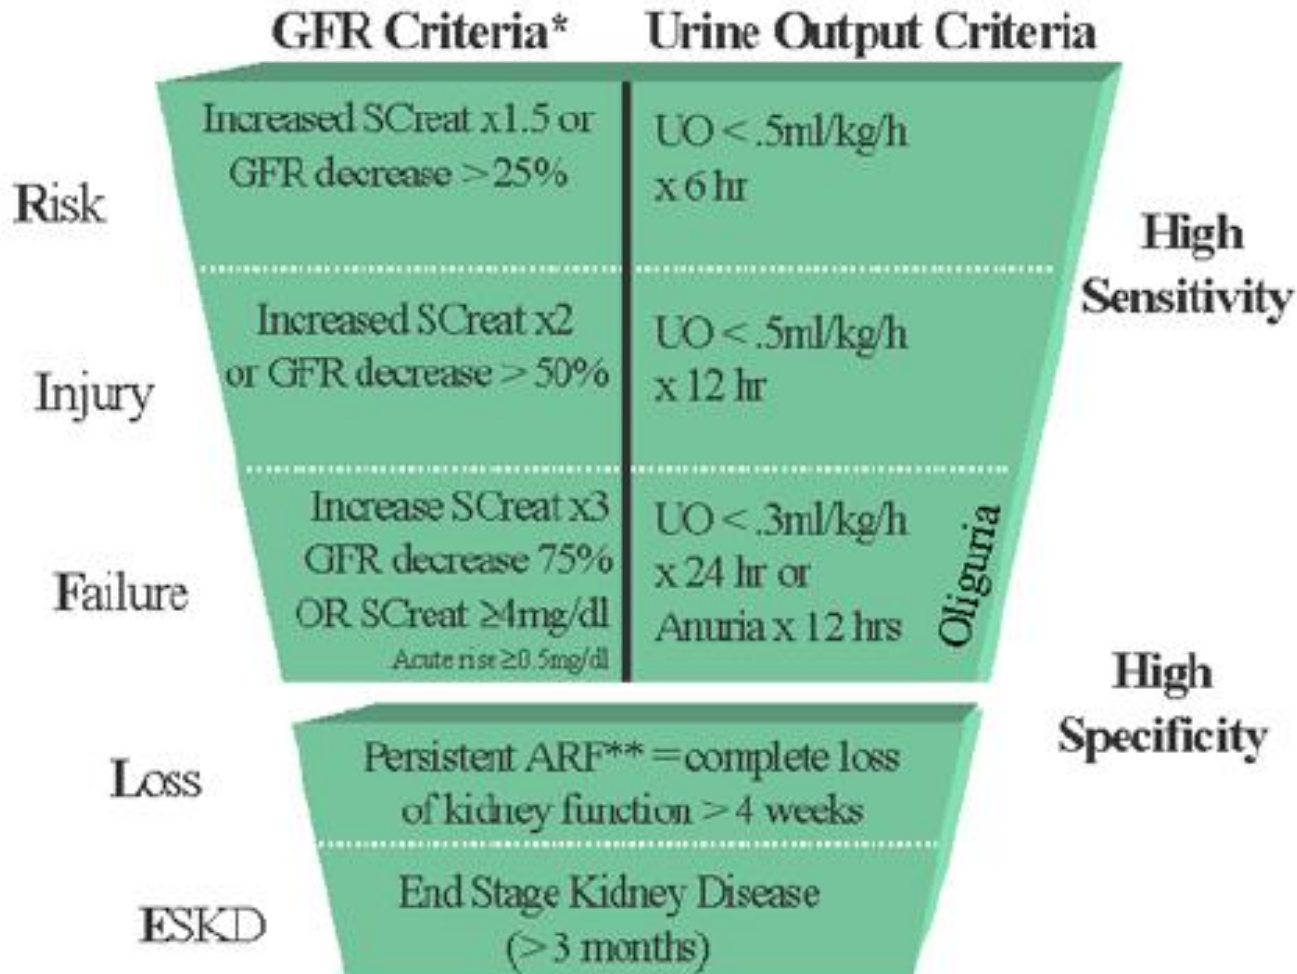 GFR Criteria* Urine Output Criteria
Risk
Increased SCreat x1.5 or
GFR decrease >25%
UO < .5ml/kg/h
x 6 hr
High
Sensitivity
Injury
Increased SCreat x2
or GFR decrease > 50%
UO < .5ml/kg/h
x 12 hr
Failure
Increase SCreat x3
GFR decrease 75%
OR SCreat ≥4mg/dl
Acute rise ≥0.5mg/dl
UO < .3ml/kg/h
x 24 hr or
Anuria x 12 hrs
Oliguria
High
Specificity
Loss
Persistent ARF** = complete loss
of kidney function > 4 weeks
ESKD
End Stage Kidney Disease
(> 3 months)